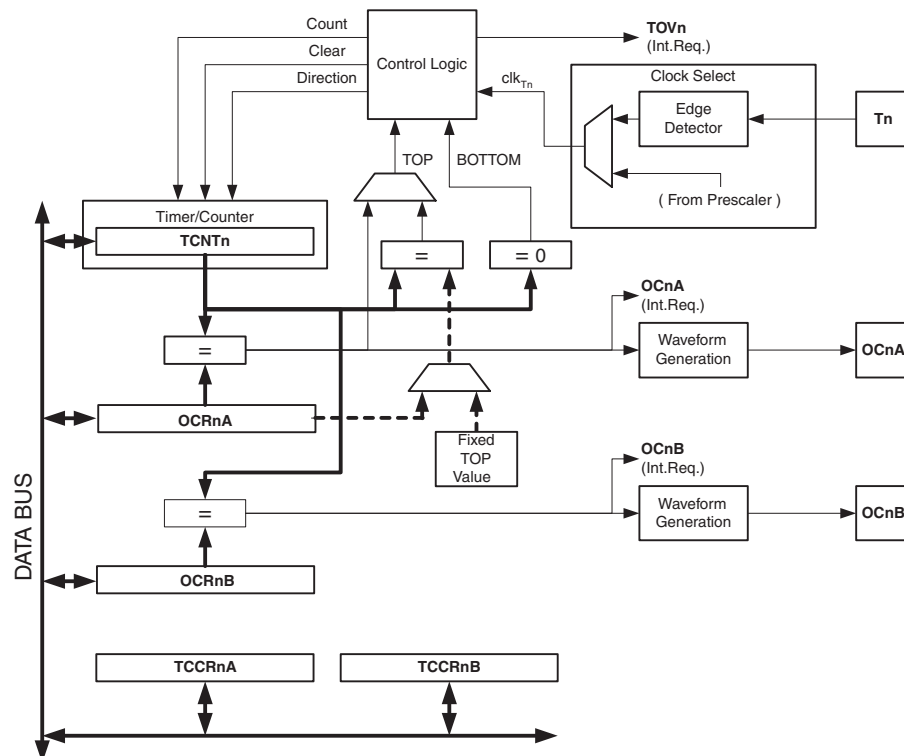 Count
Clear
Direction
Control Logic
TOVn
(Int.Req.)
clkTn
Clock Select
Edge
Detector
Tn
( From Prescaler )
TOP
BOTTOM
Timer/Counter
TCNTn
=
= 0
OCnA
(Int.Req.)
=
Waveform
Generation
OCnA
OCRnA
Fixed
TOP
Value
OCnB
(Int.Req.)
=
Waveform
Generation
OCnB
OCRnB
TCCRnA
TCCRnB
DATA BUS